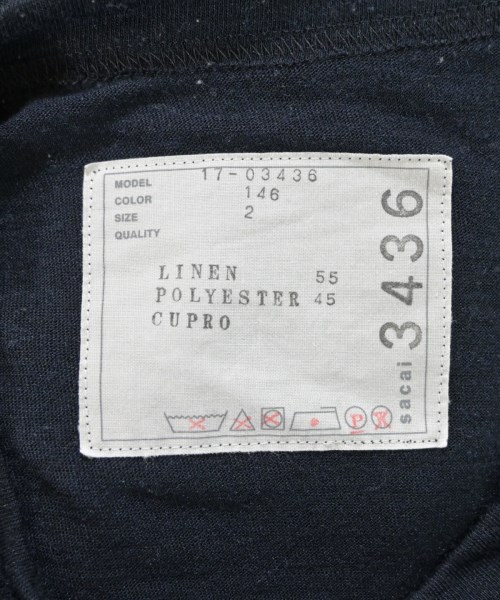 MODEL 17-03436
COLOR 146
SIZE 2
QUALITY
LINEN 55
POLYESTER 45
CUPRO
P
sacai 3436